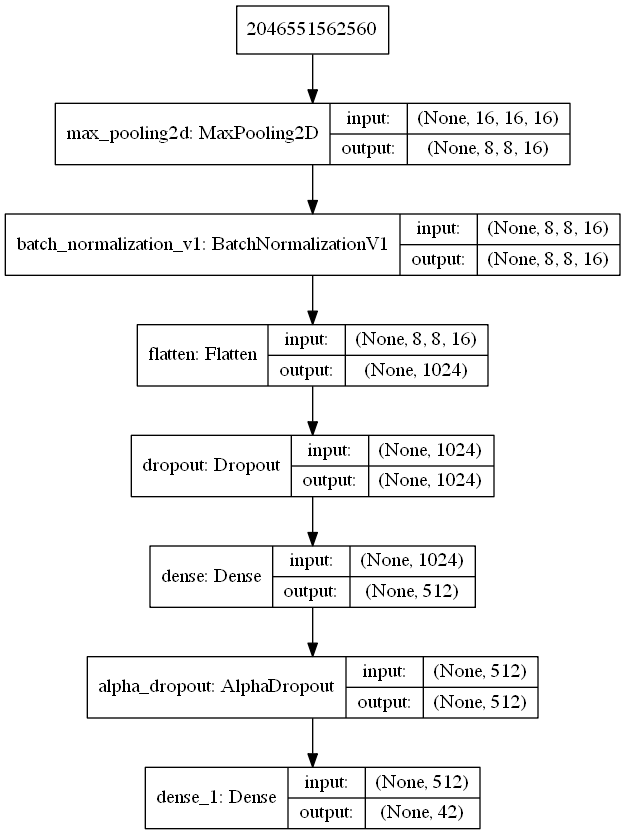 2046551562560
max_pooling2d: MaxPooling2D
input: (None, 16, 16, 16)
output: (None, 8, 8, 16)
batch_normalization_v1: BatchNormalizationV1
input: (None, 8, 8, 16)
output: (None, 8, 8, 16)
flatten: Flatten
input: (None, 8, 8, 16)
output: (None, 1024)
dropout: Dropout
input: (None, 1024)
output: (None, 1024)
dense: Dense
input: (None, 1024)
output: (None, 512)
alpha_dropout: AlphaDropout
input: (None, 512)
output: (None, 512)
dense_1: Dense
input: (None, 512)
output: (None, 42)